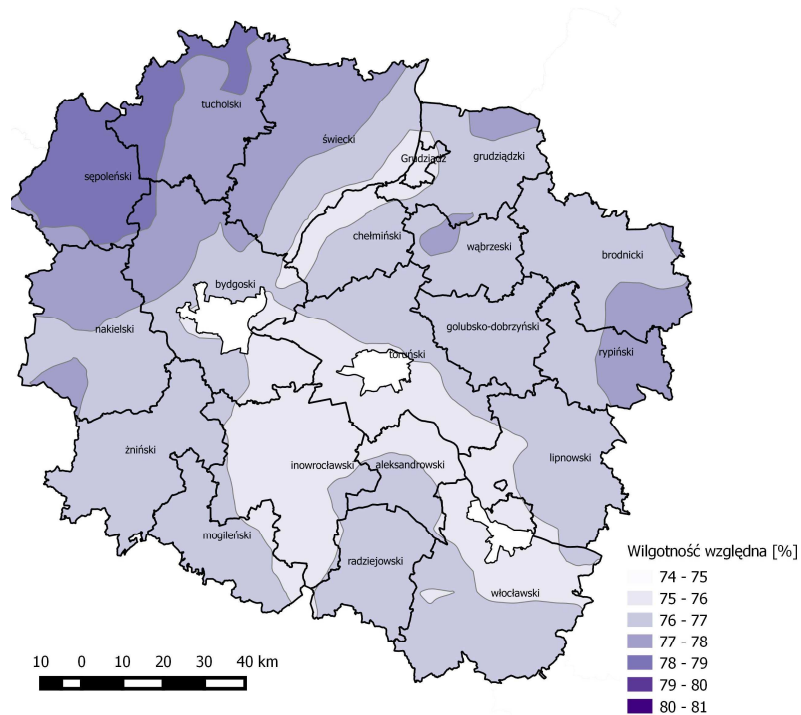 tucholski
świecki
Grudziądz
grudziądzki
sępoleński
chełmiński
wąbrzeski
brodnicki
bydgoski
nakielski
golubsko-dobrzyński
toruński
rypiński
żniński
inowrocławski
aleksandrowski
lipnowski
mogileński
radziejowski
włocławski
Wilgotność względna [%]
74 - 75
75 - 76
76 - 77
77 - 78
78 - 79
79 - 80
80 - 81
10 0 10 20 30 40 km